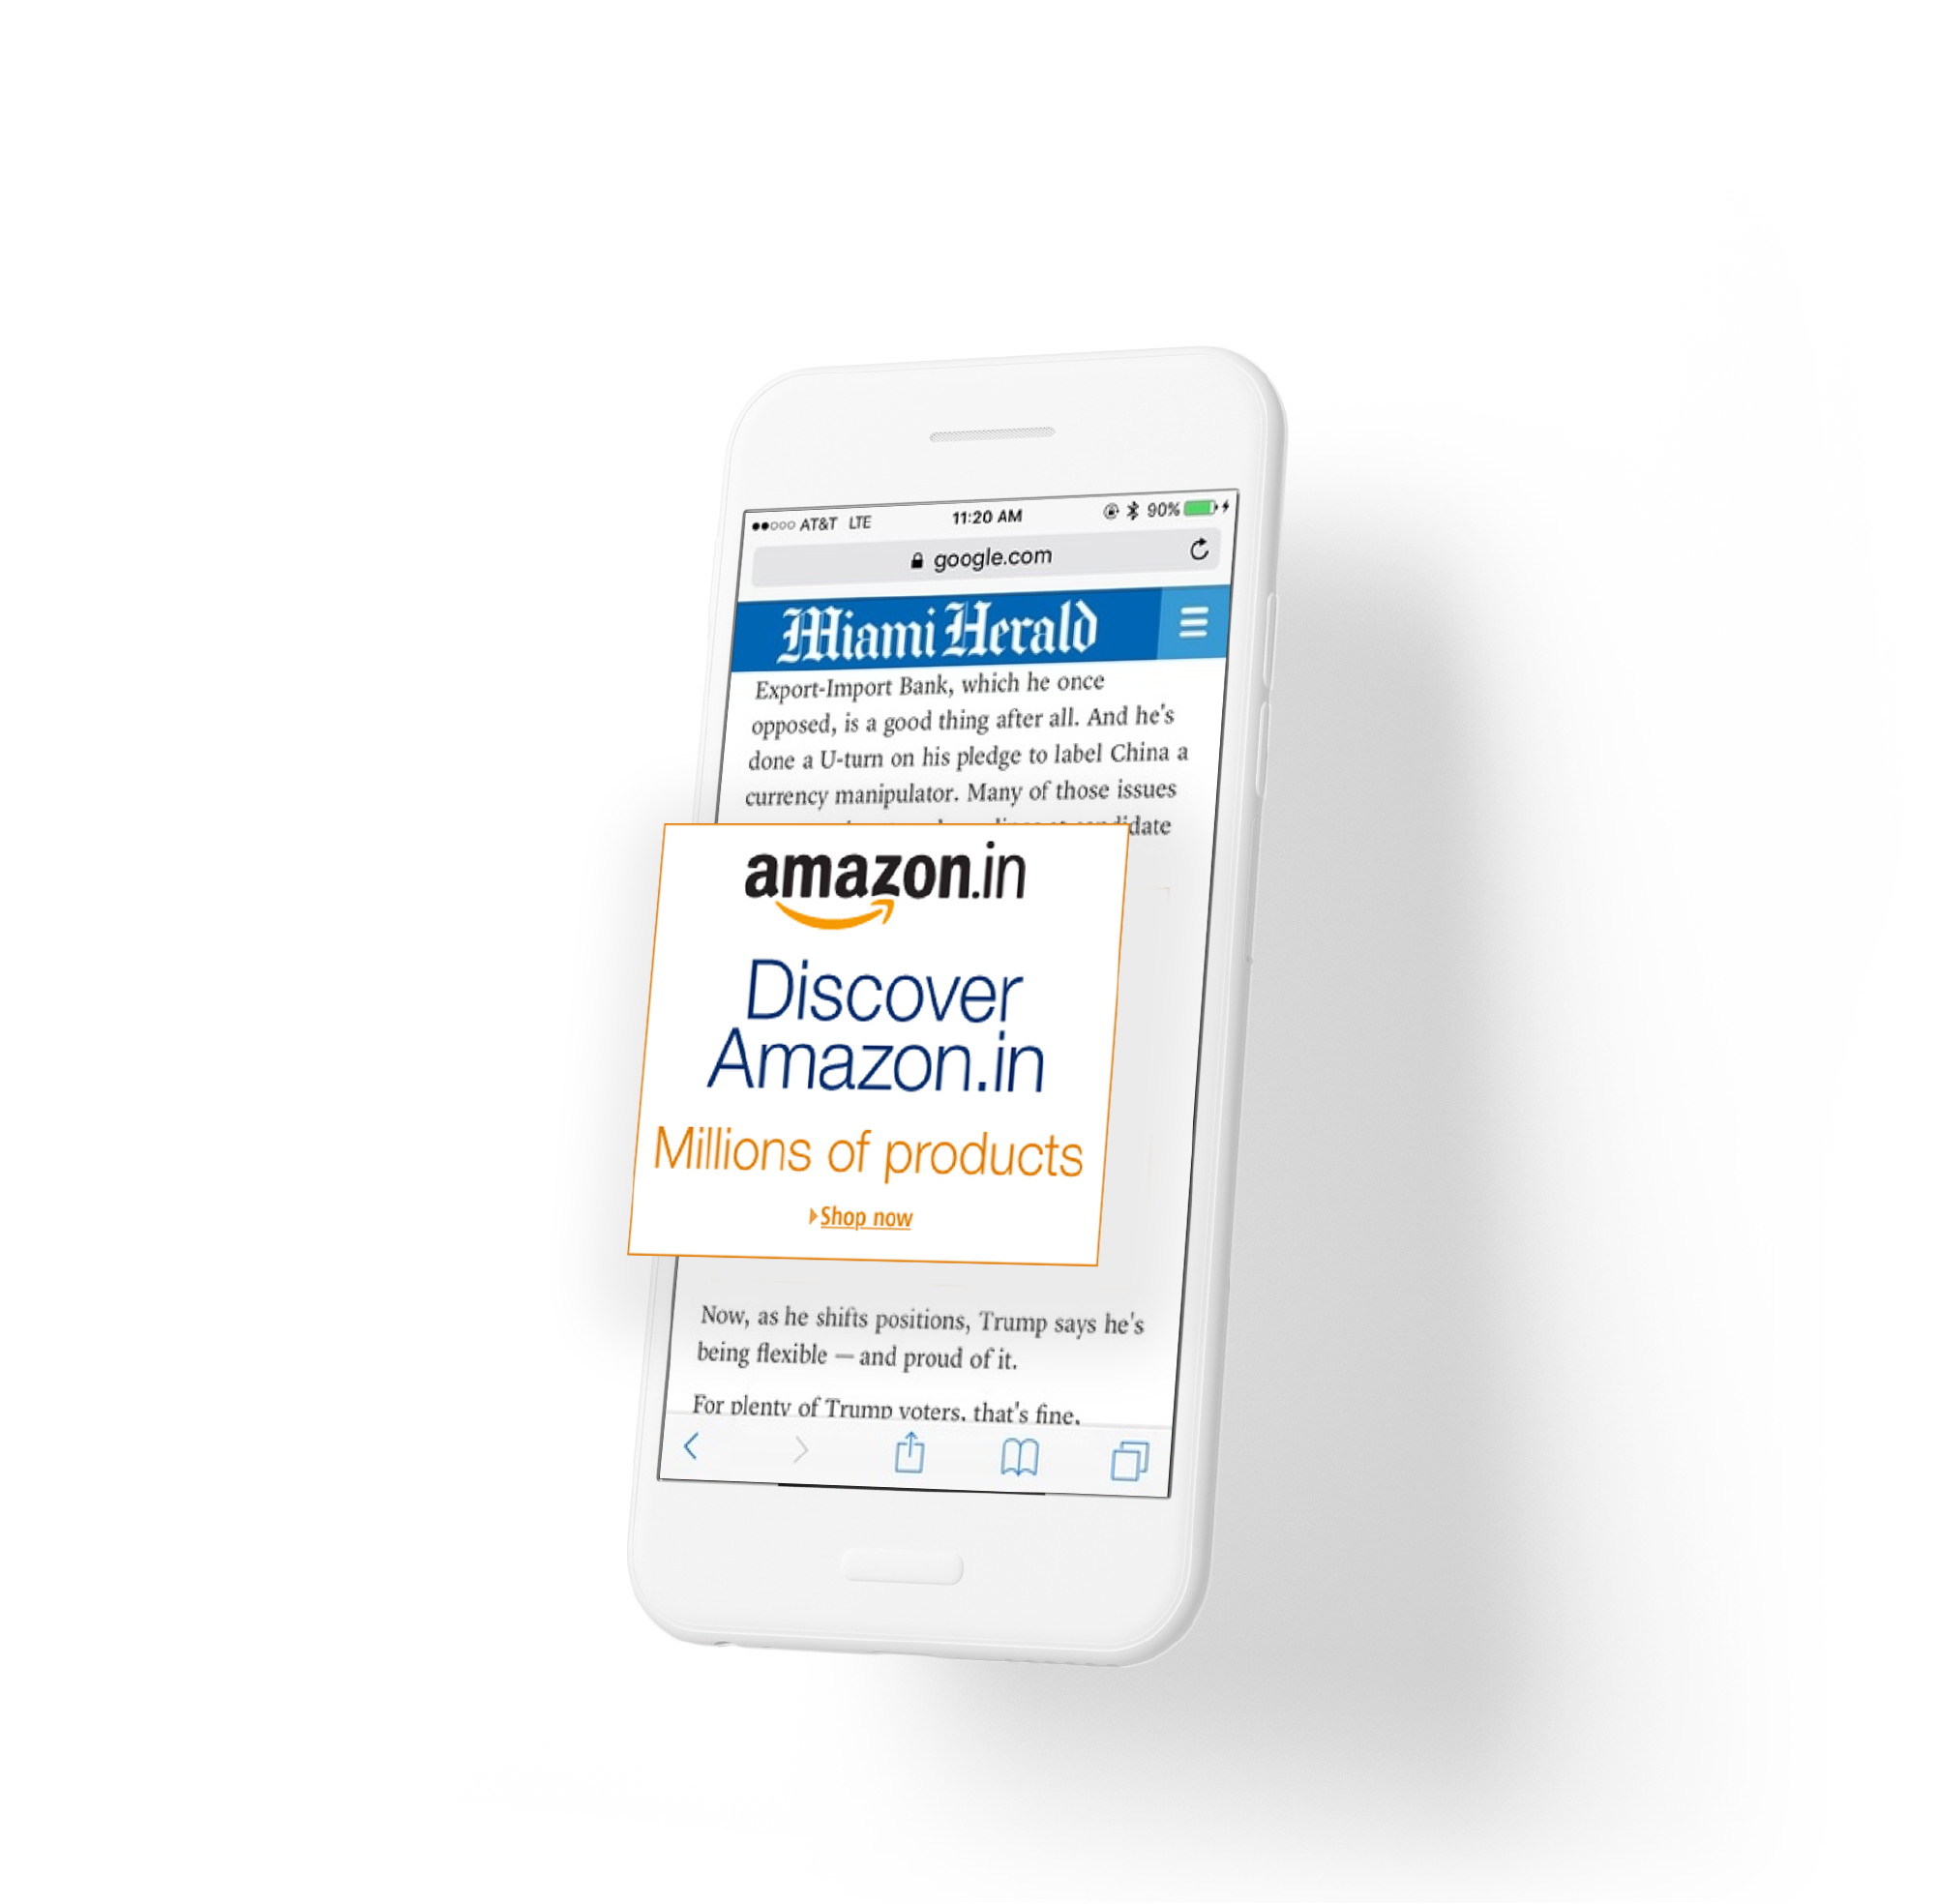 AT&T LTE 11:20 AM 90%
google.com
Miami Herald
Export-Import Bank, which he once
opposed, is a good thing after all. And he's
done a U-turn on his pledge to label China a
currency manipulator. Many of those issues
amazon.in
Discover
Amazon.in
Millions of products
Shop now
Now, as he shifts positions, Trump says he's
being flexible — and proud of it.
For plenty of Trump voters, that's fine,